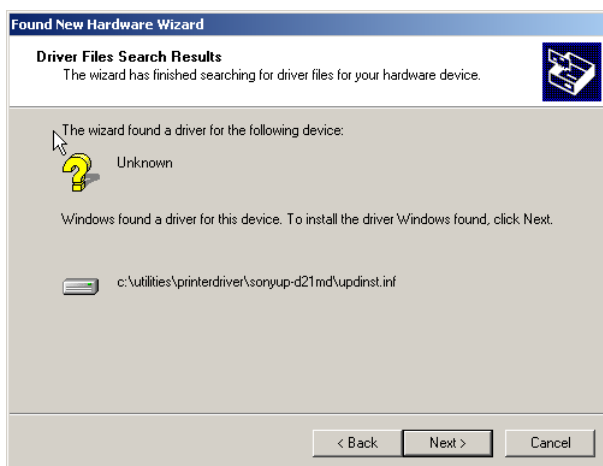 Found New Hardware Wizard
Driver Files Search Results
The wizard has finished searching for driver files for your hardware device.
The wizard found a driver for the following device:
Unknown
Windows found a driver for this device. To install the driver Windows found, click Next.
c:\utilities\printerdriver\sonyup-d21md\updinst.inf
< Back Next > Cancel